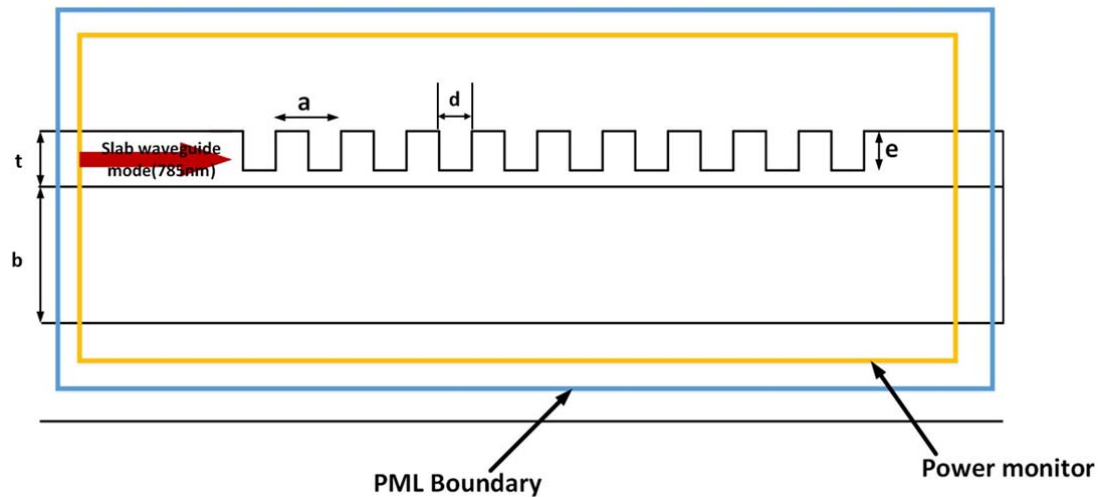 a
d
t
Slab waveguide
mode(785nm)
e
b
PML Boundary
Power monitor